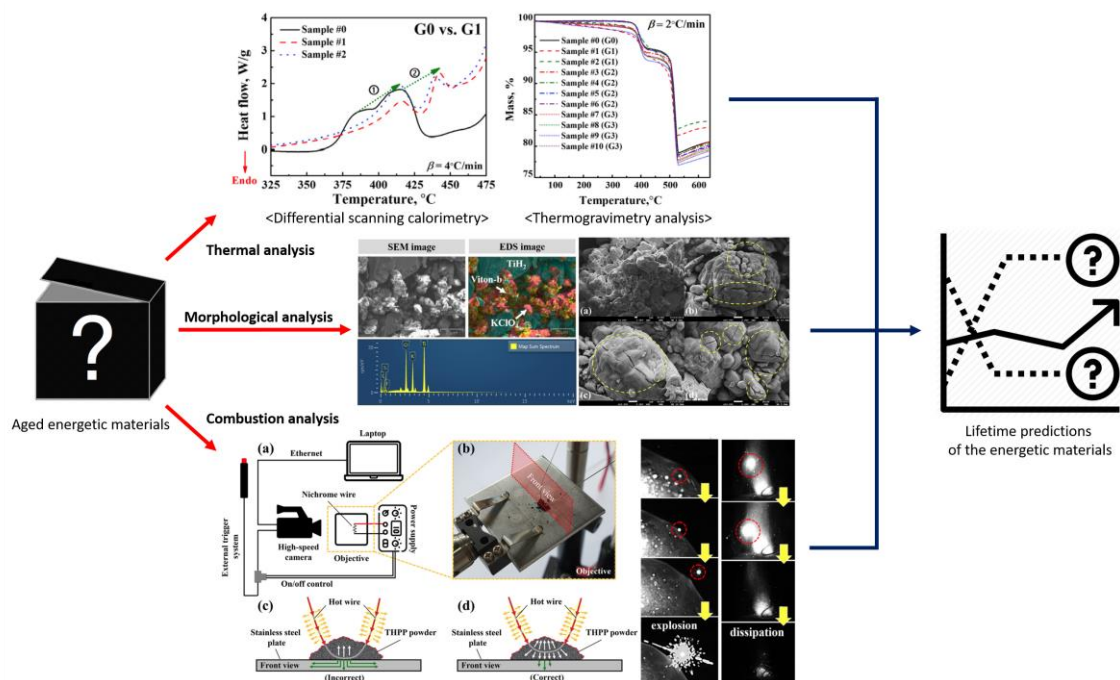 G0 vs. G1
Sample #0
Sample #1
Sample #2
①
②
Heat flow, W/g
4
3
2
1
0
Endo
β = 4°C/min
325 350 375 400 425 450 475
Temperature, °C
<Differential scanning calorimetry>
β = 2°C/min
Sample #0 (G0)
Sample #1 (G1)
Sample #2 (G1)
Sample #3 (G2)
Sample #4 (G2)
Sample #5 (G2)
Sample #6 (G2)
Sample #7 (G3)
Sample #8 (G3)
Sample #9 (G3)
Sample #10 (G3)
Mass, %
100
95
90
85
80
75
100 200 300 400 500 600
Temperature,°C
<Thermogravimetry analysis>
Thermal analysis
SEM image
EDS image
TiH2
Viton-b
KClO4
Map Sum Spectrum
(a)
(b)
(c)
(d)
?
Morphological analysis
Aged energetic materials
Combustion analysis
(a)
Laptop
Ethernet
Nichrome wire
Objective
Power supply
High-speed
camera
External trigger
system
On/off control
(b)
Front view
Objective
(c)
Hot wire
Stainless steel
plate
THPP powder
Front view
(Incorrect)
(d)
Hot wire
Stainless steel
plate
THPP powder
Front view
(Correct)
explosion
dissipation
?
?
Lifetime predictions
of the energetic materials